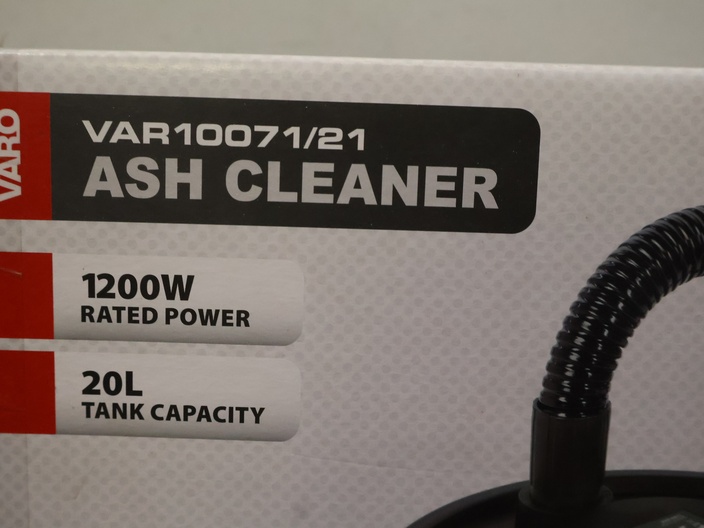 VARO
VAR10071/21
ASH CLEANER
1200W
RATED POWER
20L
TANK CAPACITY